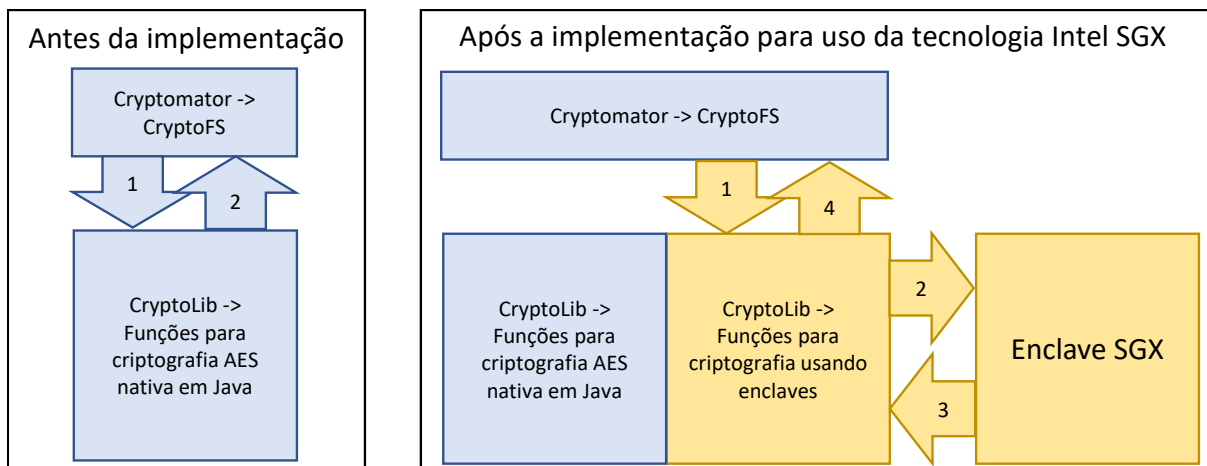 Antes da implementação
Cryptomator ->
CryptoFS
1
2
CryptoLib ->
Funções para
criptografia AES
nativa em Java
Após a implementação para uso da tecnologia Intel SGX
Cryptomator -> CryptoFS
1
4
CryptoLib ->
Funções para
criptografia AES
nativa em Java
CryptoLib ->
Funções para
criptografia usando
enclaves
2
3
Enclave SGX